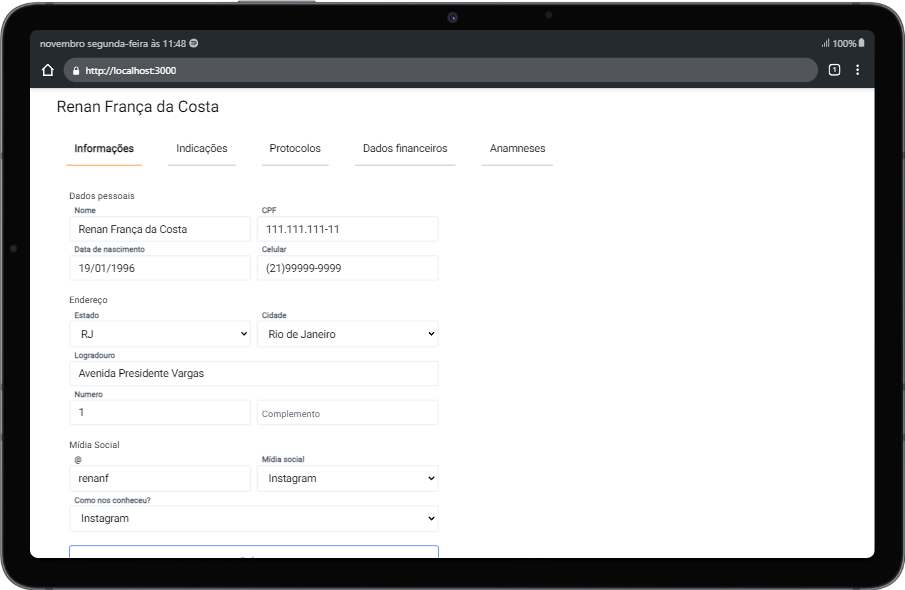 novembro segunda-feira às 11:48
100%
http://localhost:3000
1
Renan França da Costa
Informações Indicações Protocolos Dados financeiros Anamneses
Dados pessoais
Nome CPF
Renan França da Costa 111.111.111-11
Data de nascimento Celular
19/01/1996 (21)99999-9999
Endereço
Estado Cidade
RJ Rio de Janeiro
Logradouro
Avenida Presidente Vargas
Numero
1 Complemento
Mídia Social
@ Mídia social
renanf Instagram
Como nos conheceu?
Instagram